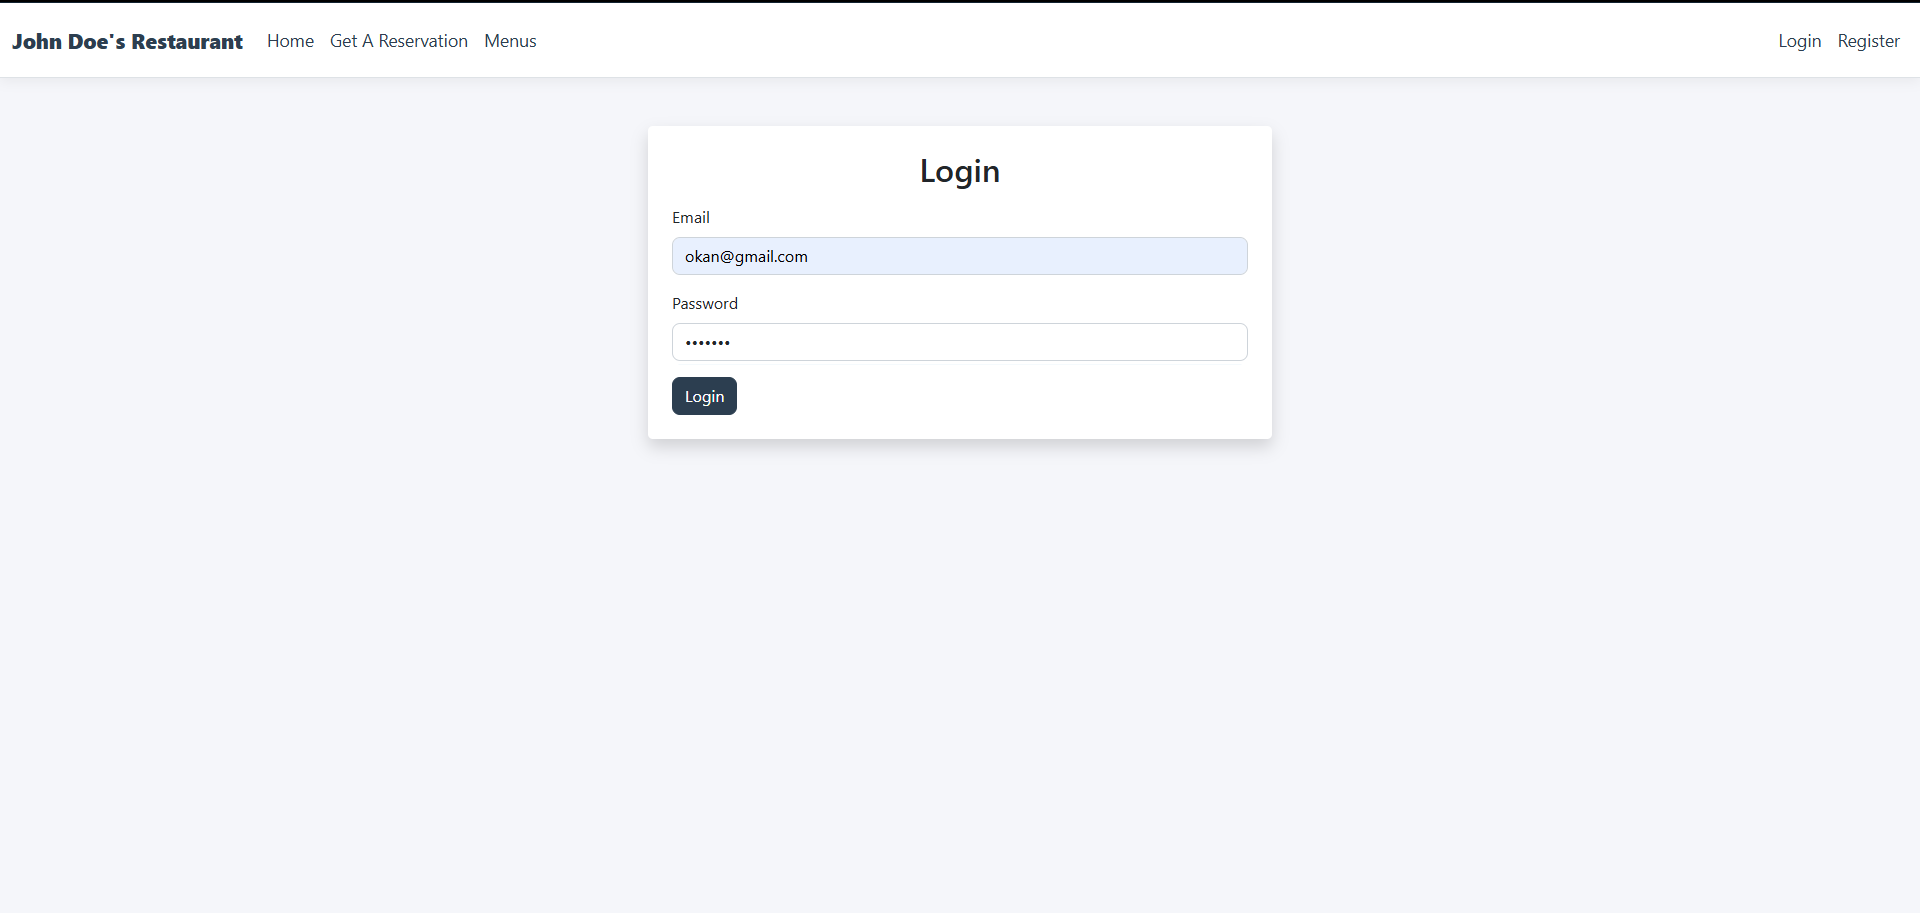 John Doe's Restaurant Home Get A Reservation Menus Login Register
Login
Email
okan@gmail.com
Password
•••••••
Login